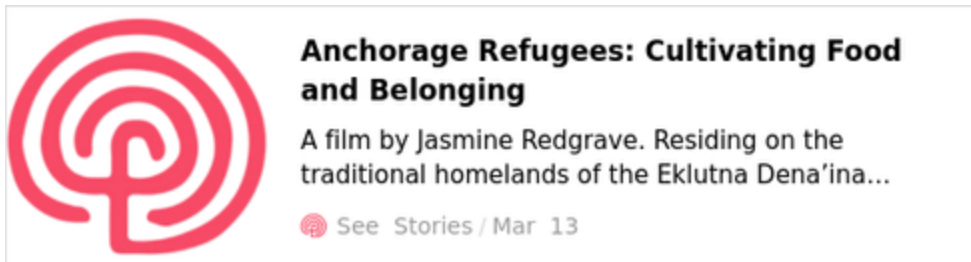 Anchorage Refugees: Cultivating Food
and Belonging
A film by Jasmine Redgrave. Residing on the
traditional homelands of the Eklutna Dena’ina...
See Stories / Mar 13